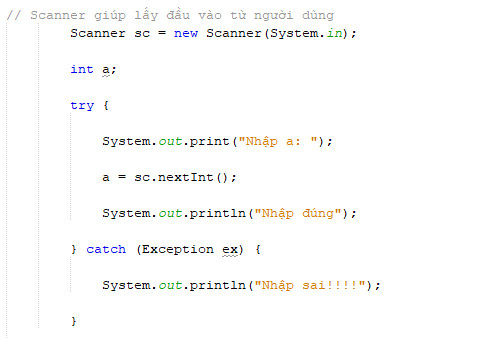 // Scanner giúp lấy đầu vào từ người dùng
Scanner sc = new Scanner(System.in);
int a;
try {
System.out.print("Nhập a: ");
a = sc.nextInt();
System.out.println("Nhập đúng");
} catch (Exception ex) {
System.out.println("Nhập sai!!!!");
}